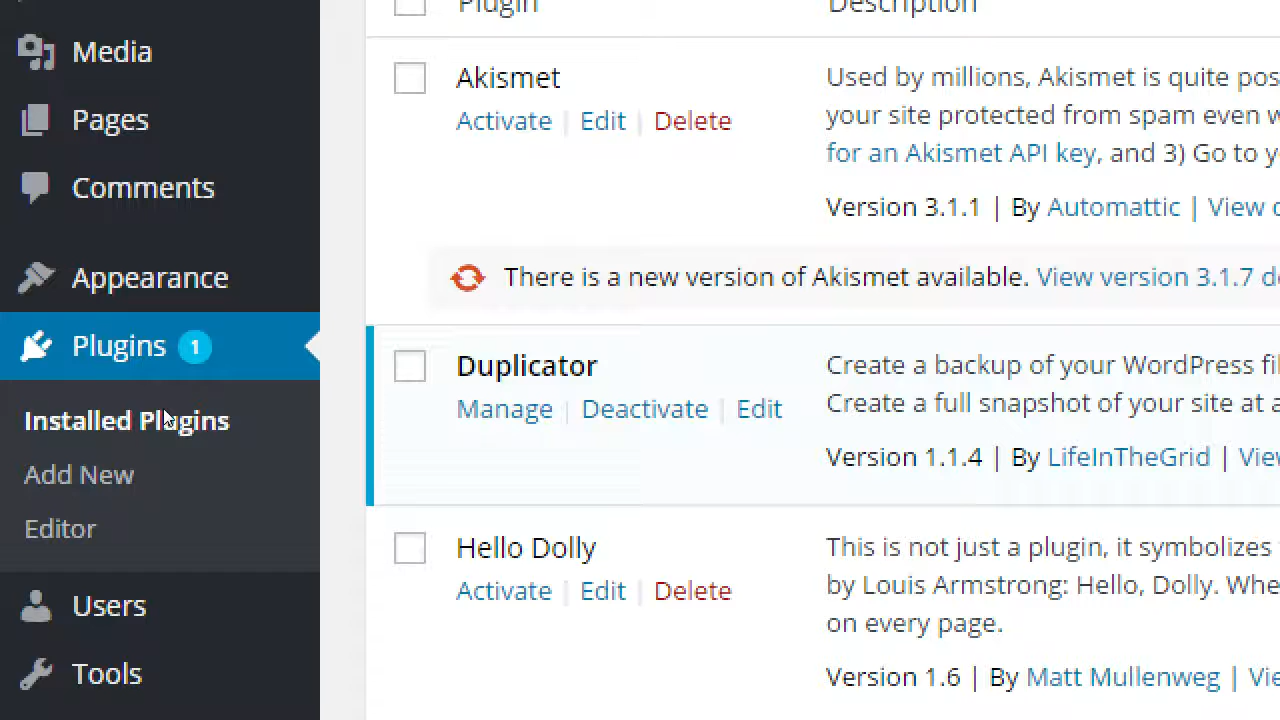 Media
Pages
Comments
Appearance
Plugins 1
Installed Plugins
Add New
Editor
Users
Tools
Plugin Description
Akismet
Activate | Edit | Delete
Used by millions, Akismet is quite pos
your site protected from spam even w
for an Akismet API key, and 3) Go to y
Version 3.1.1 | By Automattic | View d
There is a new version of Akismet available. View version 3.1.7 de
Duplicator
Manage | Deactivate | Edit
Create a backup of your WordPress fil
Create a full snapshot of your site at a
Version 1.1.4 | By LifeInTheGrid | View
Hello Dolly
Activate | Edit | Delete
This is not just a plugin, it symbolizes
by Louis Armstrong: Hello, Dolly. Whe
on every page.
Version 1.6 | By Matt Mullenweg | Vie